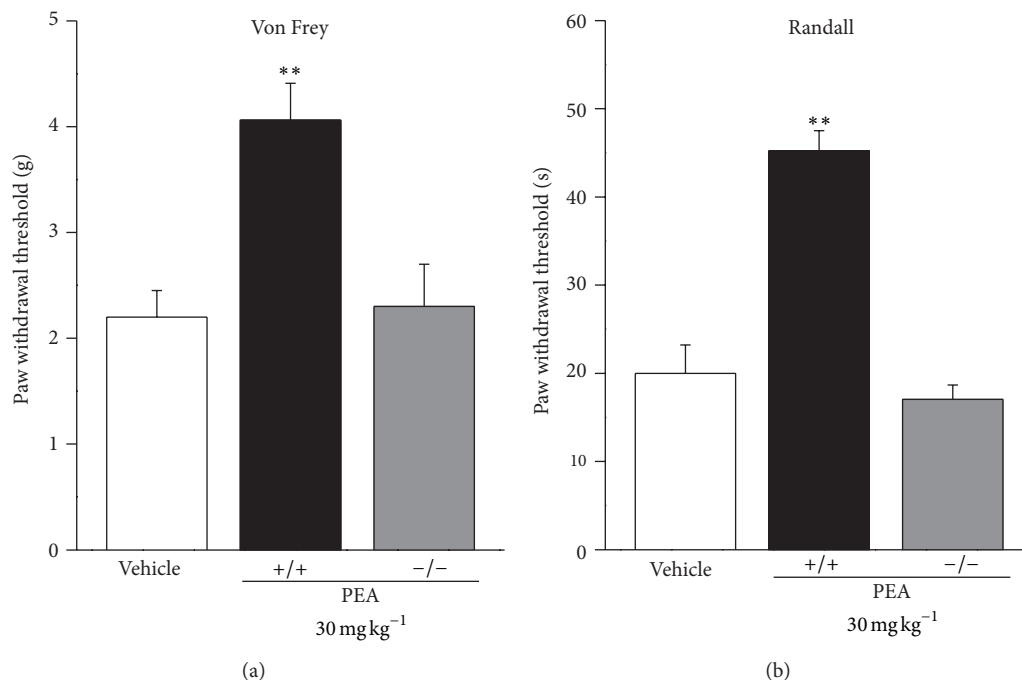 Von Frey
**
Paw withdrawal threshold (g)
5
4
3
2
1
0
Vehicle
+/+
−/−
PEA
30 mg kg⁻¹
(a)
Randall
**
Paw withdrawal threshold (s)
60
50
40
30
20
10
0
Vehicle
+/+
−/−
PEA
30 mg kg⁻¹
(b)